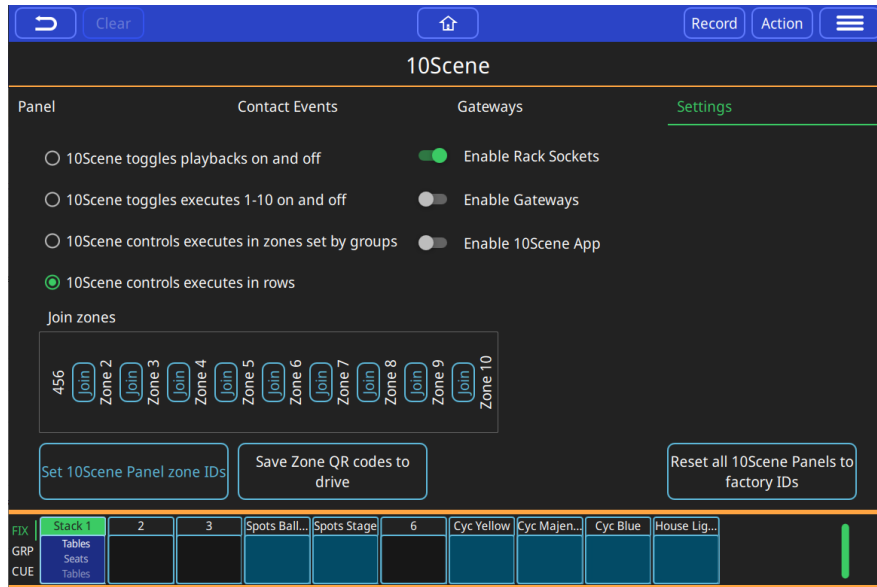 Clear
Record
Action
10Scene
Panel
Contact Events
Gateways
Settings
10Scene toggles playbacks on and off
Enable Rack Sockets
10Scene toggles executes 1-10 on and off
Enable Gateways
10Scene controls executes in zones set by groups
Enable 10Scene App
10Scene controls executes in rows
Join zones
456
Join
Zone 2
Join
Zone 3
Join
Zone 4
Join
Zone 5
Join
Zone 6
Join
Zone 7
Join
Zone 8
Join
Zone 9
Join
Zone 10
Set 10Scene Panel zone IDs
Save Zone QR codes to
drive
Reset all 10Scene Panels to
factory IDs
FIX
GRP
CUE
Stack 1
Tables
Seats
Tables
2
3
Spots Ball...
Spots Stage
6
Cyc Yellow
Cyc Majen...
Cyc Blue
House Lig...